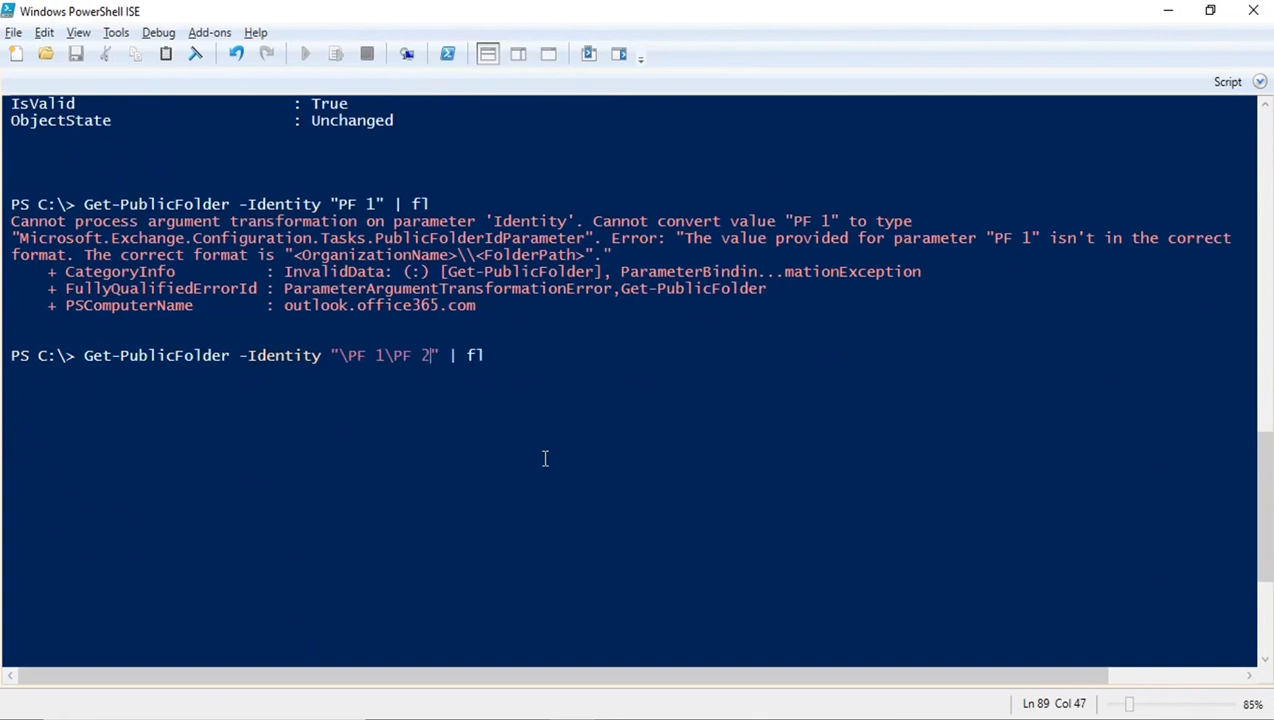 Windows PowerShell ISE
File Edit View Tools Debug Add-ons Help
Script
IsValid : True
ObjectState : Unchanged
PS C:\> Get-PublicFolder -Identity "PF 1" | fl
Cannot process argument transformation on parameter 'Identity'. Cannot convert value "PF 1" to type
"Microsoft.Exchange.Configuration.Tasks.PublicFolderIdParameter". Error: "The value provided for parameter "PF 1" isn't in the correct
format. The correct format is "<OrganizationName>\\<FolderPath>"."
+ CategoryInfo : InvalidData: (:) [Get-PublicFolder], ParameterBindin...mationException
+ FullyQualifiedErrorId : ParameterArgumentTransformationError,Get-PublicFolder
+ PSComputerName : outlook.office365.com
PS C:\> Get-PublicFolder -Identity "\PF 1\PF 2" | fl
Ln 89 Col 47 85%